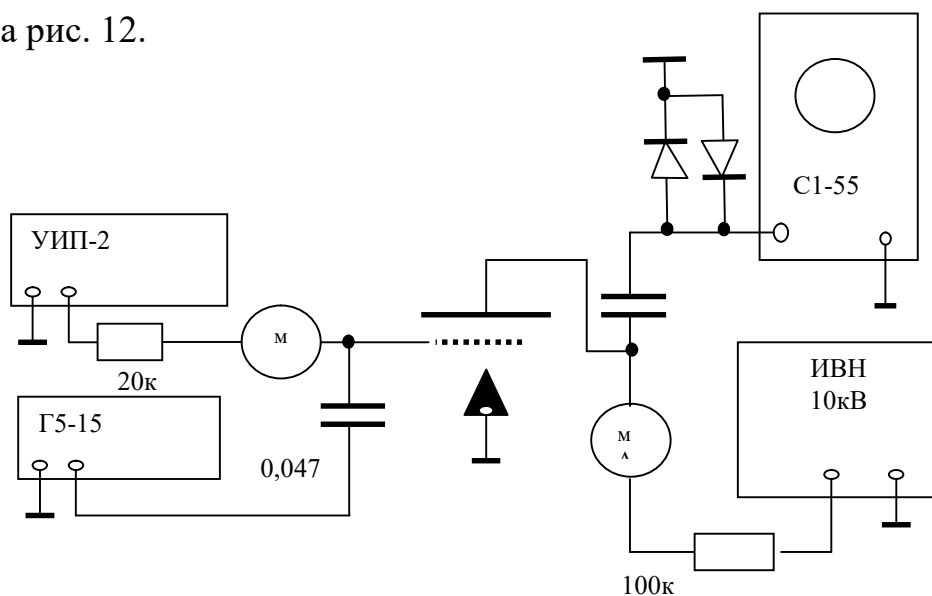 а рис. 12.
С1-55
УИП-2
м
20к
Г5-15
0,047
ИВН
10кВ
м
100к